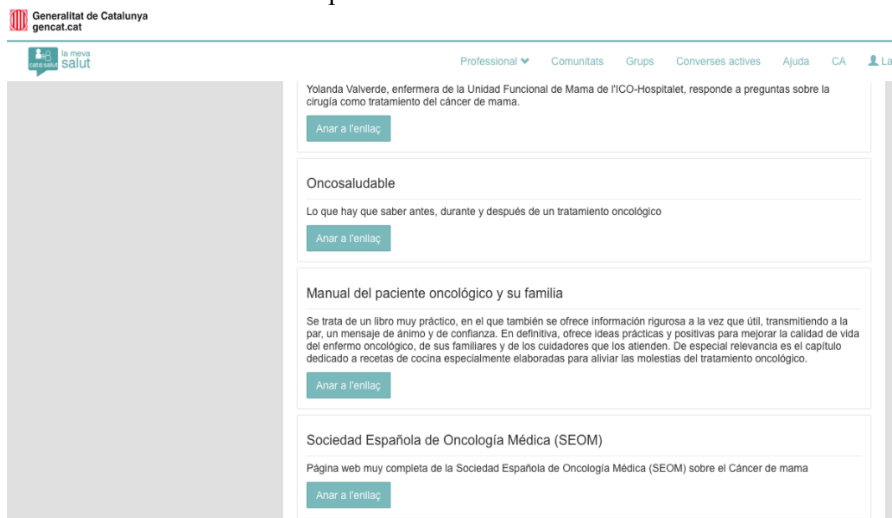 Generalitat de Catalunya
gencat.cat
la meva
salut
Professional Comunitats Grups Converses actives Ajuda CA La
Yolanda Valverde, enfermera de la Unidad Funcional de Mama de l'ICO-Hospitalet, responde a preguntas sobre la
cirugía como tratamiento del cáncer de mama.
Anar a l'enllaç
Oncosaludable
Lo que hay que saber antes, durante y después de un tratamiento oncológico
Anar a l'enllaç
Manual del paciente oncológico y su familia
Se trata de un libro muy práctico, en el que también se ofrece información rigurosa a la vez que útil, transmitiendo a la
par, un mensaje de ánimo y de confianza. En definitiva, ofrece ideas prácticas y positivas para mejorar la calidad de vida
del enfermo oncológico, de sus familiares y de los cuidadores que los atienden. De especial relevancia es el capítulo
dedicado a recetas de cocina especialmente elaboradas para aliviar las molestias del tratamiento oncológico.
Anar a l'enllaç
Sociedad Española de Oncología Médica (SEOM)
Página web muy completa de la Sociedad Española de Oncología Médica (SEOM) sobre el Cáncer de mama
Anar a l'enllaç